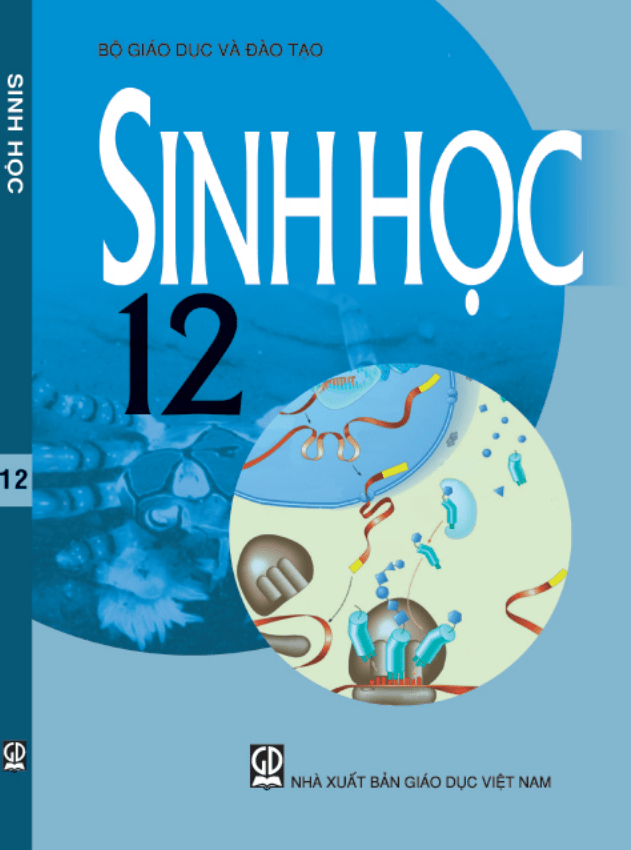 BỘ GIÁO DỤC VÀ ĐÀO TẠO
SINH HỌC
12
SINH HỌC
12
GD
GD
NHÀ XUẤT BẢN GIÁO DỤC VIỆT NAM